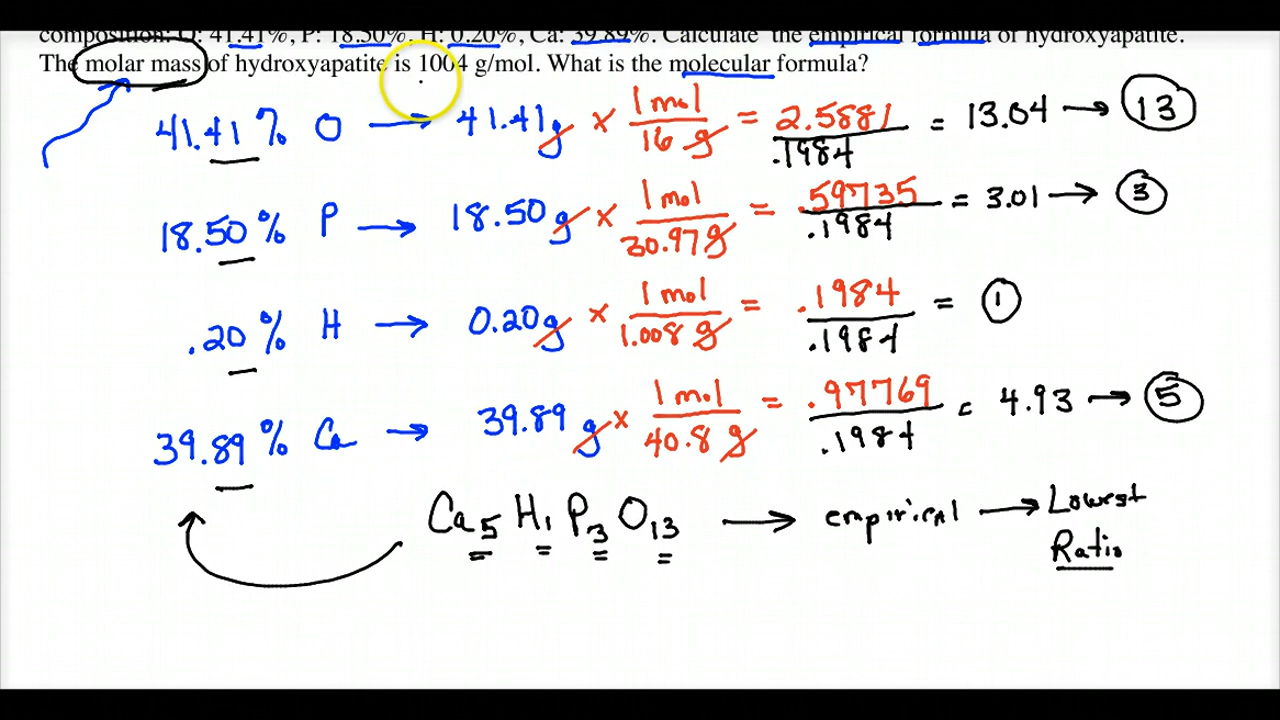 composition: O: 41.41%, P: 18.50%, H: 0.20%, Ca: 39.89%. Calculate the empirical formula of hydroxyapatite.
The molar mass of hydroxyapatite is 1004 g/mol. What is the molecular formula?
41.41 % O → 41.41g × 1 mol / 16 g = 2.5881 / .1984 = 13.04 → 13
18.50 % P → 18.50g × 1 mol / 30.97g = .59735 / .1984 = 3.01 → 3
.20 % H → 0.20g × 1 mol / 1.008 g = .1984 / .1984 = 1
39.89 % Ca → 39.89 g × 1 mol / 40.8 g = .97769 / .1984 = 4.93 → 5
Ca5 H1 P3 O13 → empirical → Lowest
Ratio